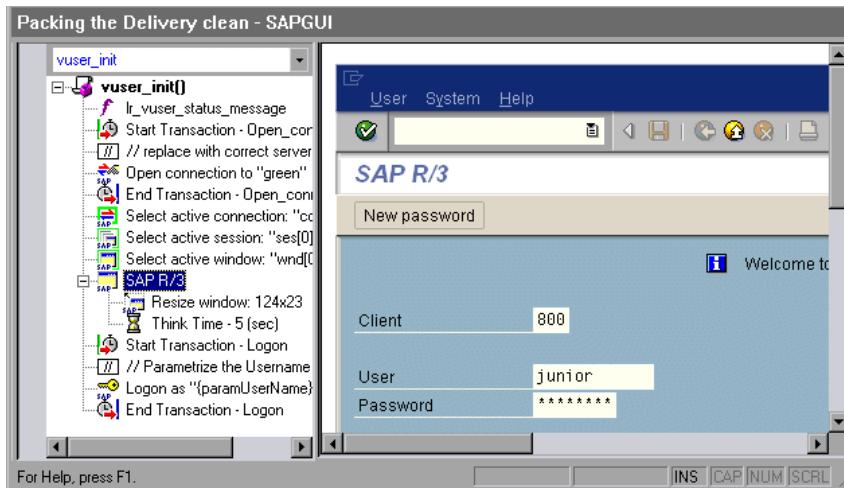 Packing the Delivery clean - SAPGUI
vuser_init
vuser_init()
lr_vuser_status_message
Start Transaction - Open_con
// replace with correct server
Open connection to "green"
End Transaction - Open_conn
Select active connection: "co
Select active session: "ses[0]
Select active window: "wnd[0
SAP R/3
Resize window: 124x23
Think Time - 5 (sec)
Start Transaction - Logon
// Parametrize the Username
Logon as "{paramUserName}
End Transaction - Logon
User System Help
SAP R/3
New password
Welcome to
Client 800
User junior
Password ********
For Help, press F1.
INS CAP NUM SCRL